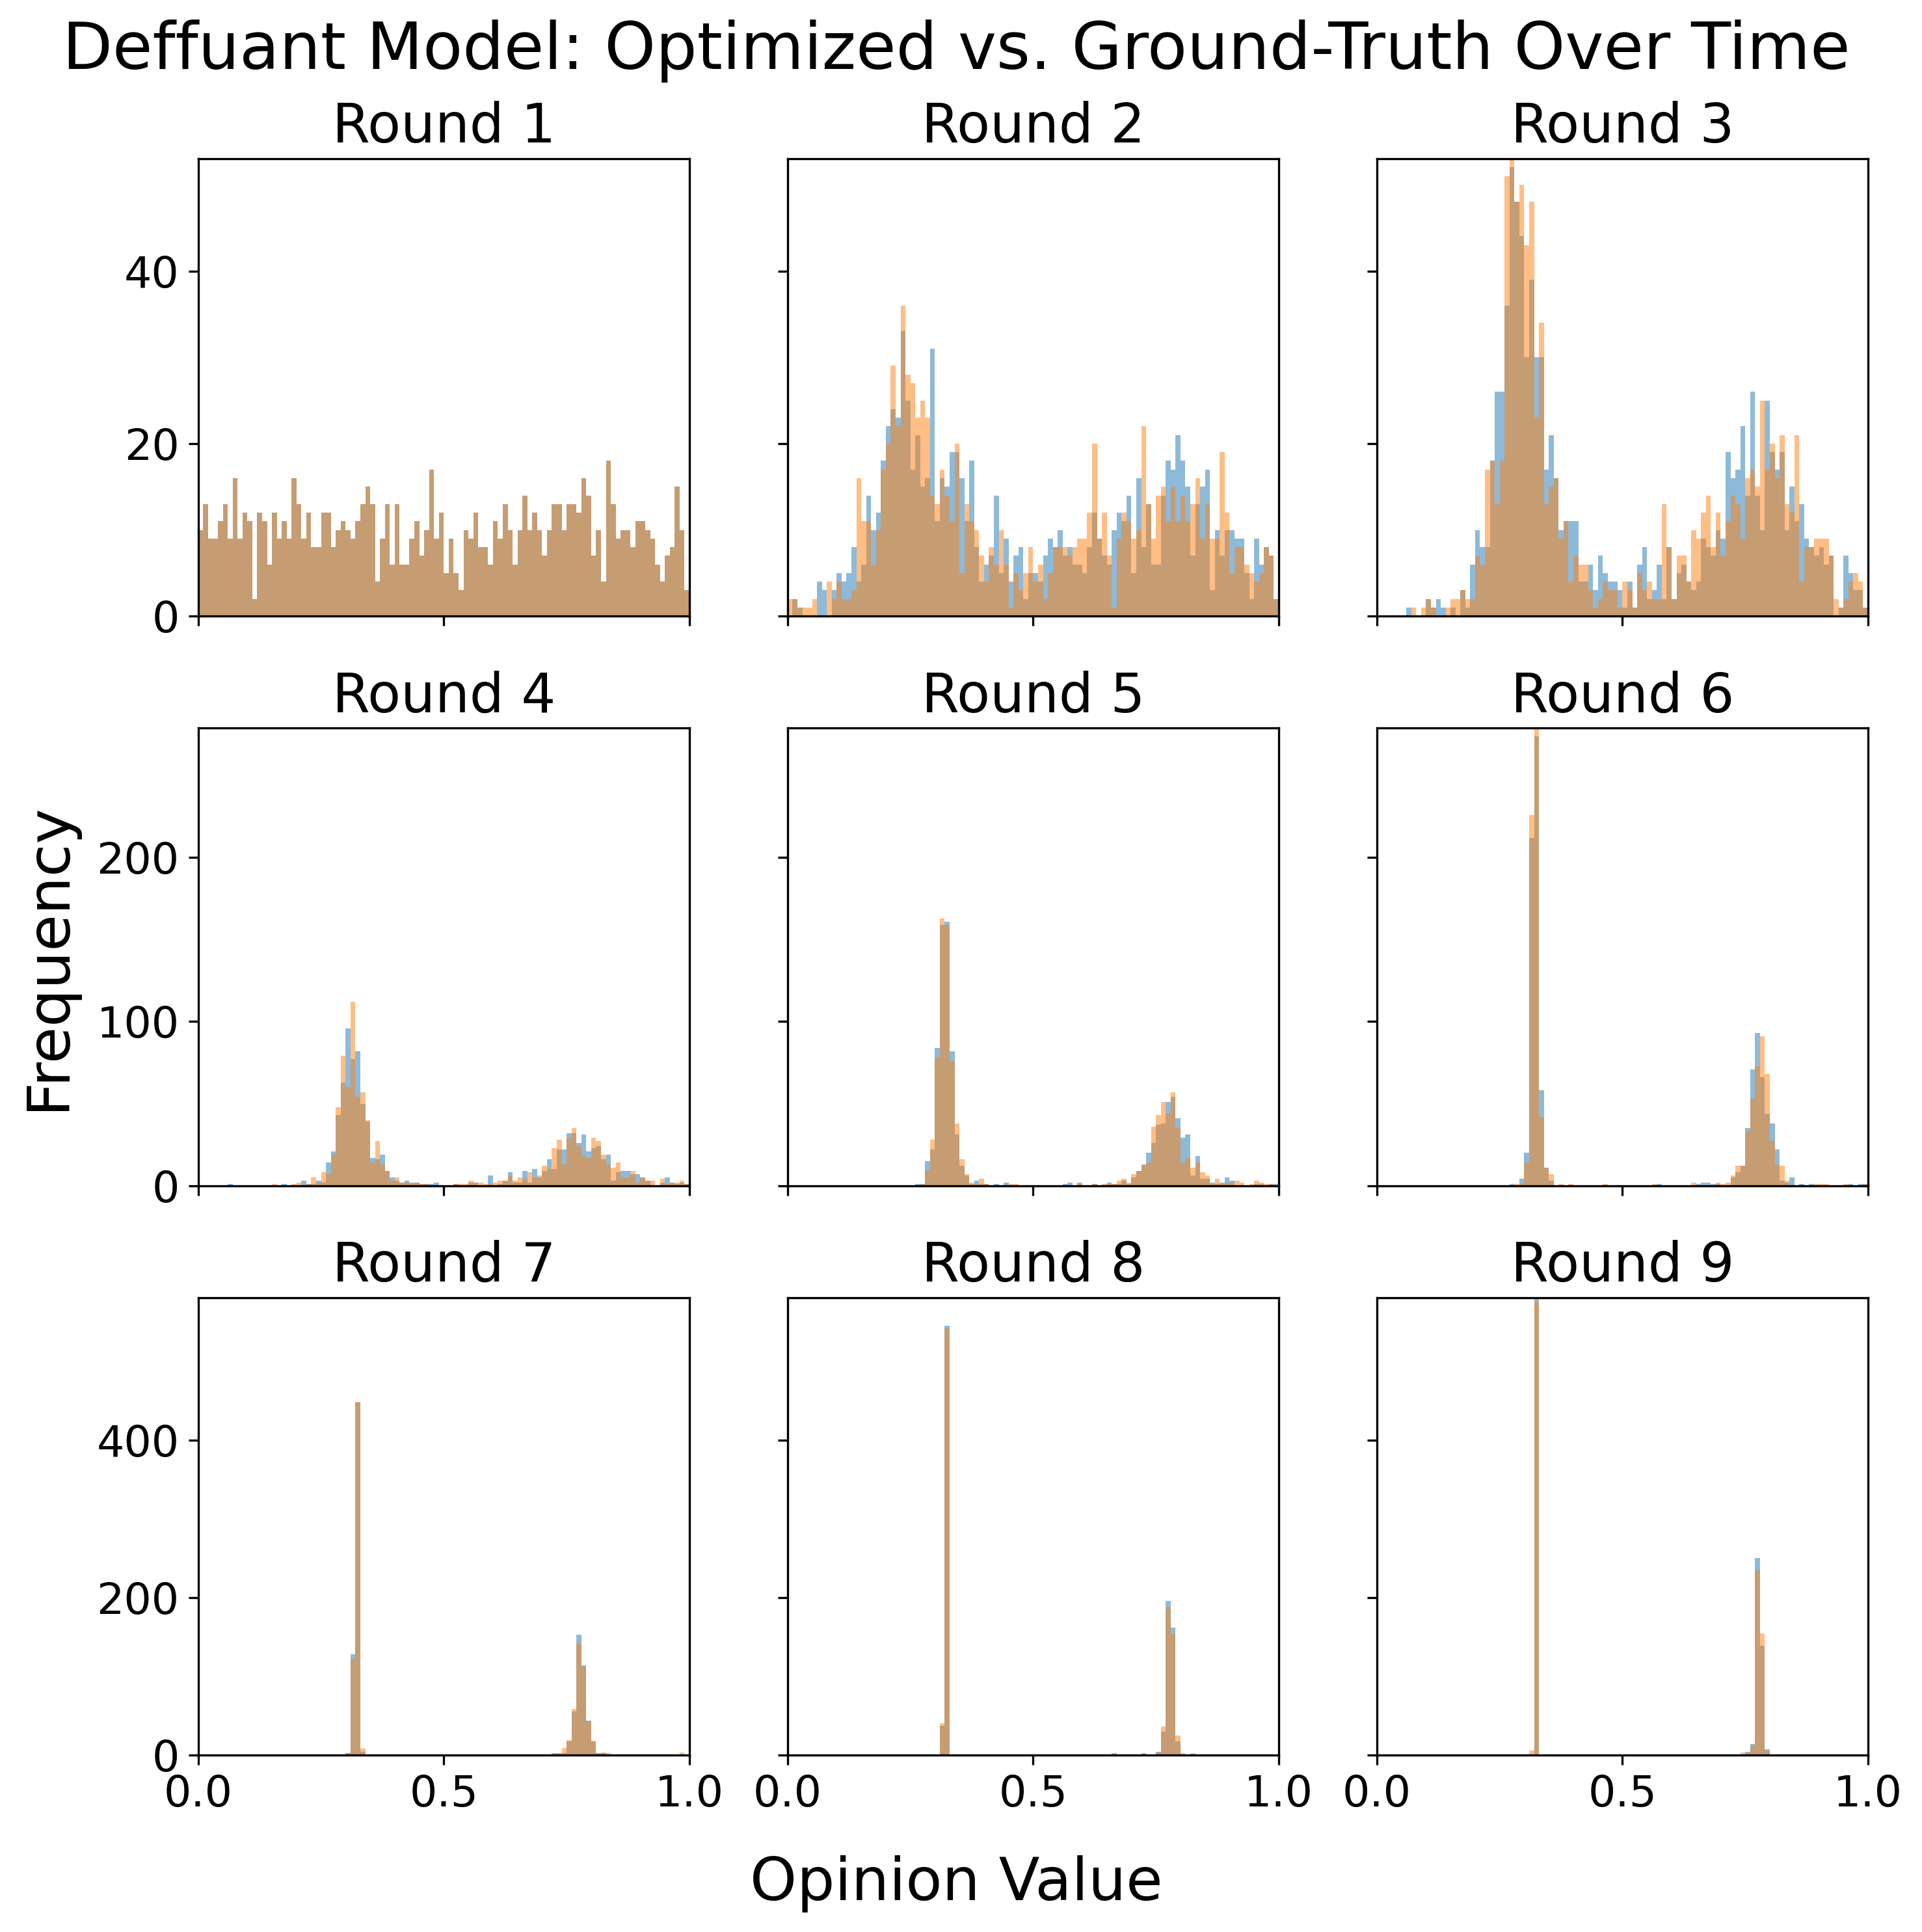 Deffuant Model: Optimized vs. Ground-Truth Over Time
Round 1
Round 2
Round 3
40
20
0
Round 4
Round 5
Round 6
200
100
0
Frequency
Round 7
Round 8
Round 9
400
200
0
0.0 0.5 1.0 0.0 0.5 1.0 0.0 0.5 1.0
Opinion Value